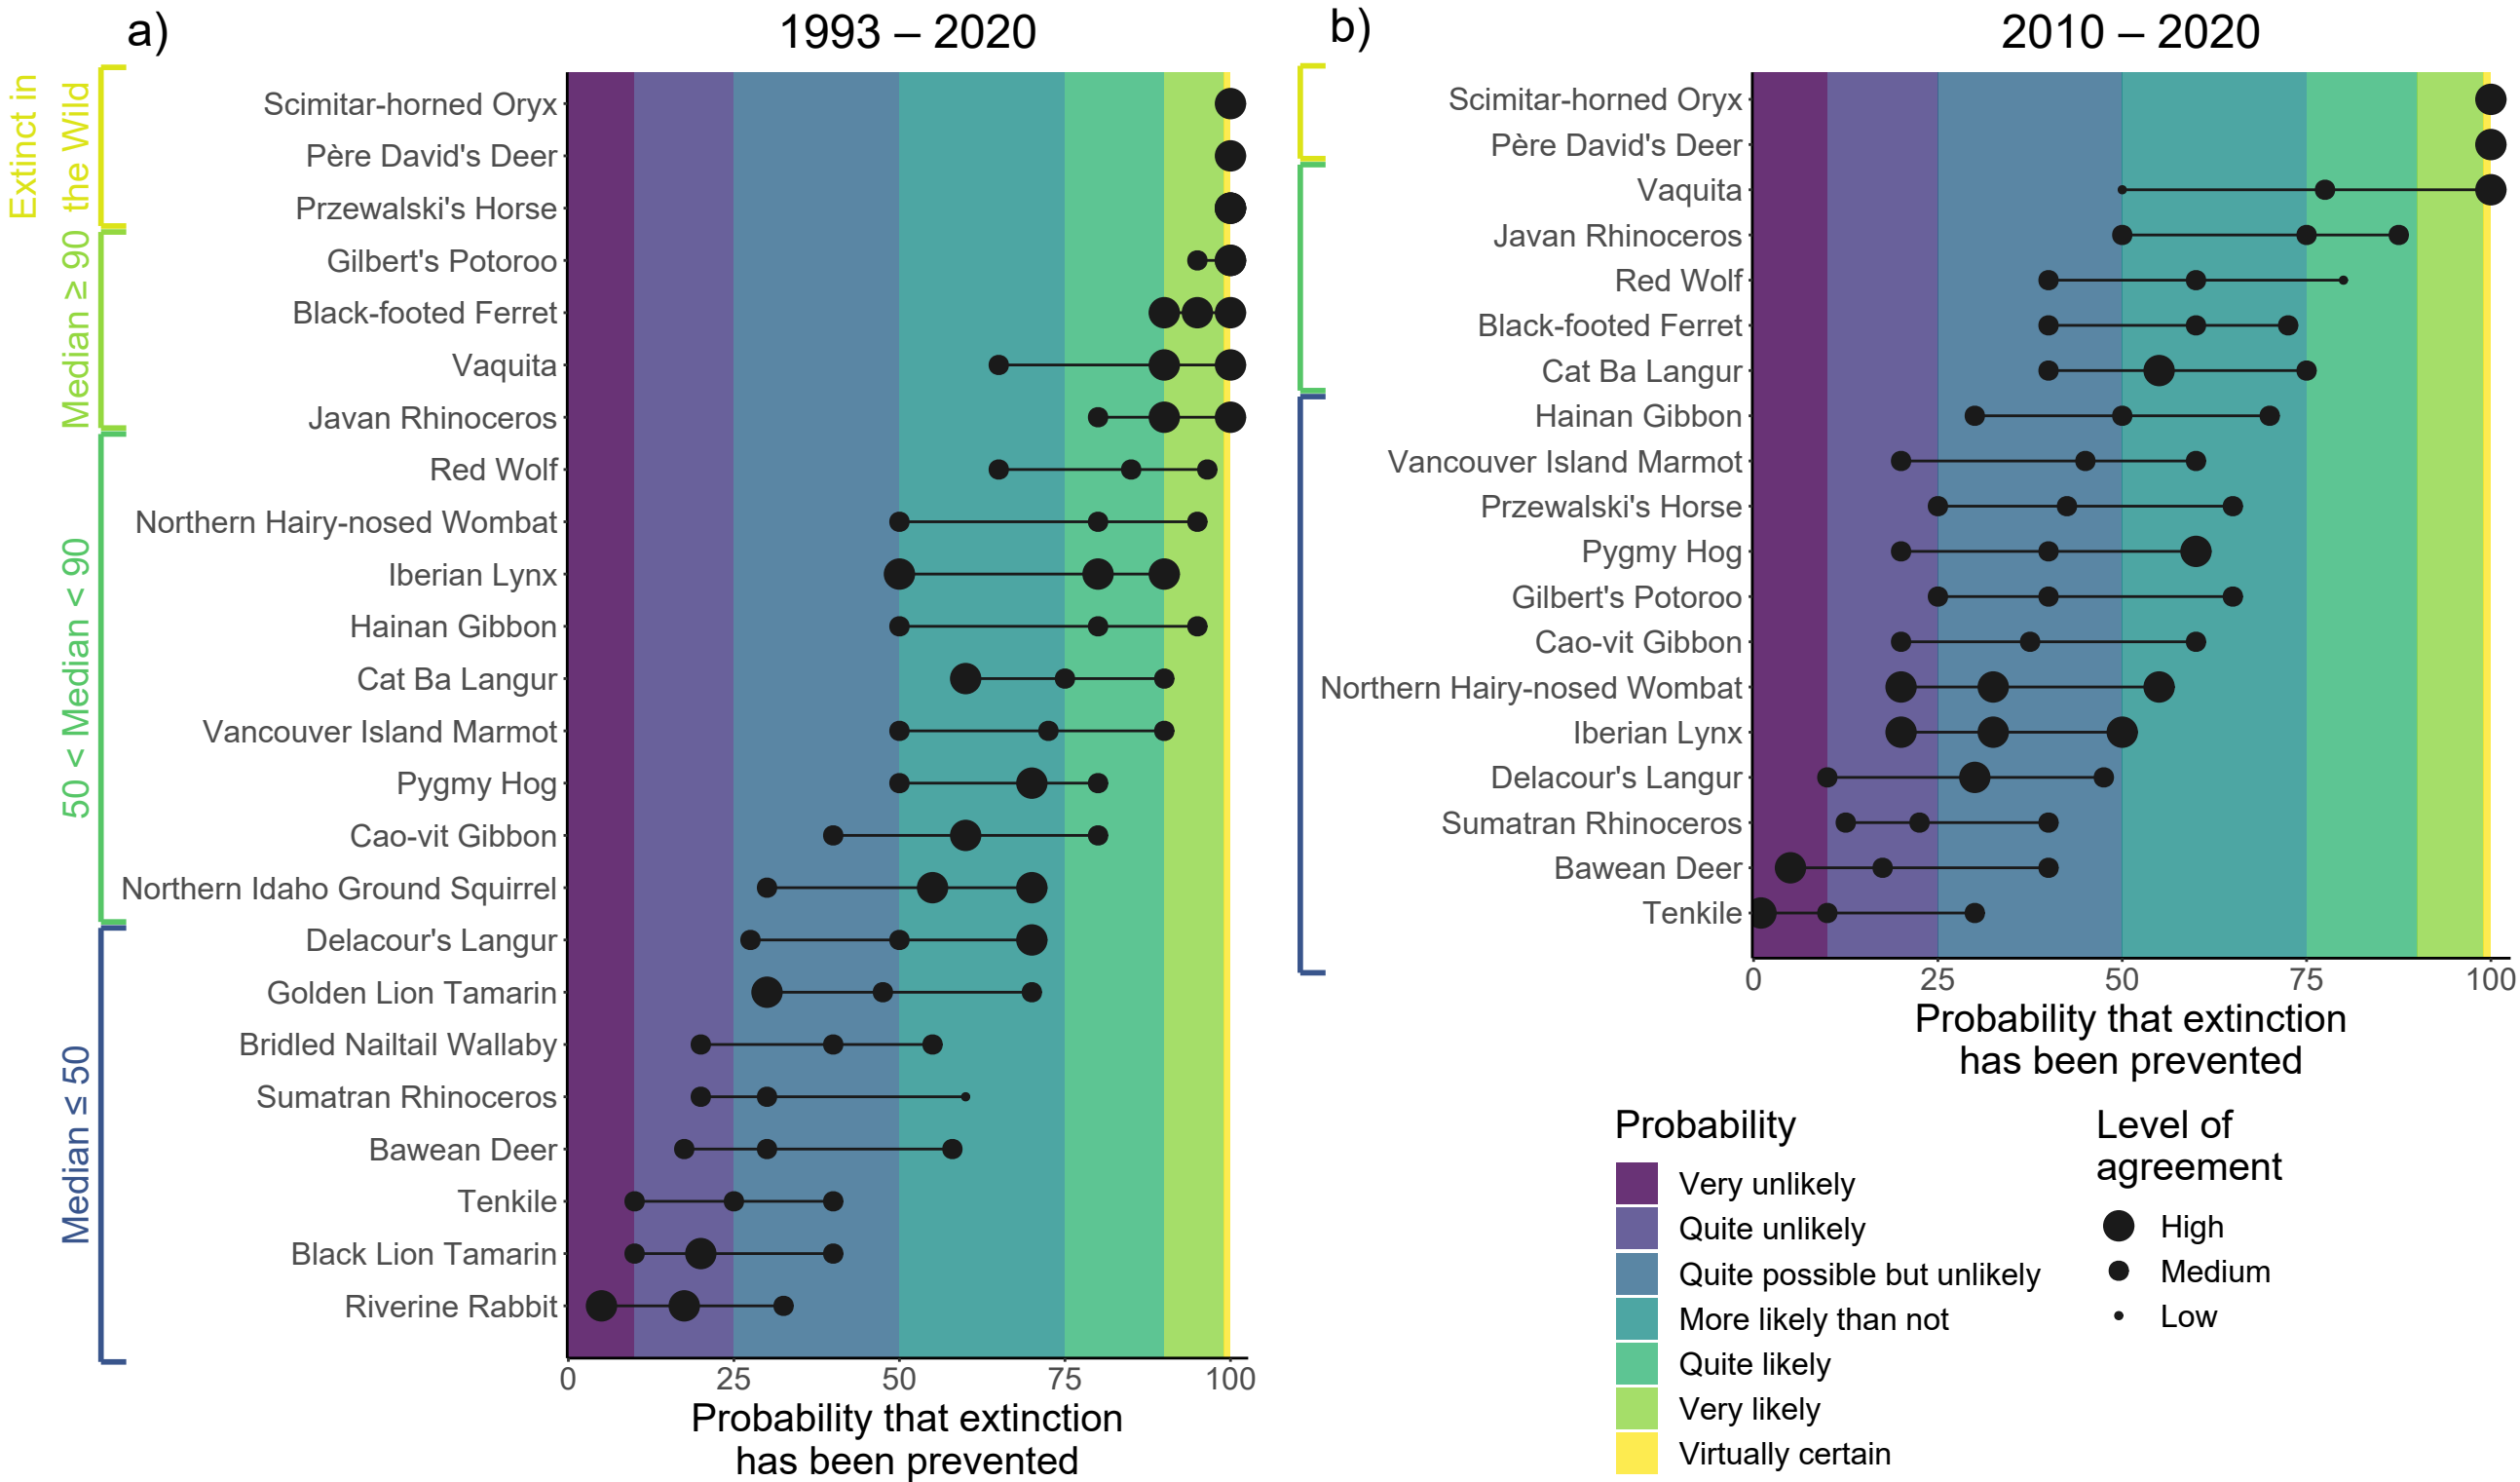 a)
1993 – 2020
Extinct in
the Wild
Median ≥ 90
50 < Median < 90
Median ≤ 50
Scimitar-horned Oryx
Père David's Deer
Przewalski's Horse
Gilbert's Potoroo
Black-footed Ferret
Vaquita
Javan Rhinoceros
Red Wolf
Northern Hairy-nosed Wombat
Iberian Lynx
Hainan Gibbon
Cat Ba Langur
Vancouver Island Marmot
Pygmy Hog
Cao-vit Gibbon
Northern Idaho Ground Squirrel
Delacour's Langur
Golden Lion Tamarin
Bridled Nailtail Wallaby
Sumatran Rhinoceros
Bawean Deer
Tenkile
Black Lion Tamarin
Riverine Rabbit
0 25 50 75 100
Probability that extinction
has been prevented
b)
2010 – 2020
Scimitar-horned Oryx
Père David's Deer
Vaquita
Javan Rhinoceros
Red Wolf
Black-footed Ferret
Cat Ba Langur
Hainan Gibbon
Vancouver Island Marmot
Przewalski's Horse
Pygmy Hog
Gilbert's Potoroo
Cao-vit Gibbon
Northern Hairy-nosed Wombat
Iberian Lynx
Delacour's Langur
Sumatran Rhinoceros
Bawean Deer
Tenkile
0 25 50 75 100
Probability that extinction
has been prevented
Probability
Very unlikely
Quite unlikely
Quite possible but unlikely
More likely than not
Quite likely
Very likely
Virtually certain
Level of
agreement
High
Medium
Low